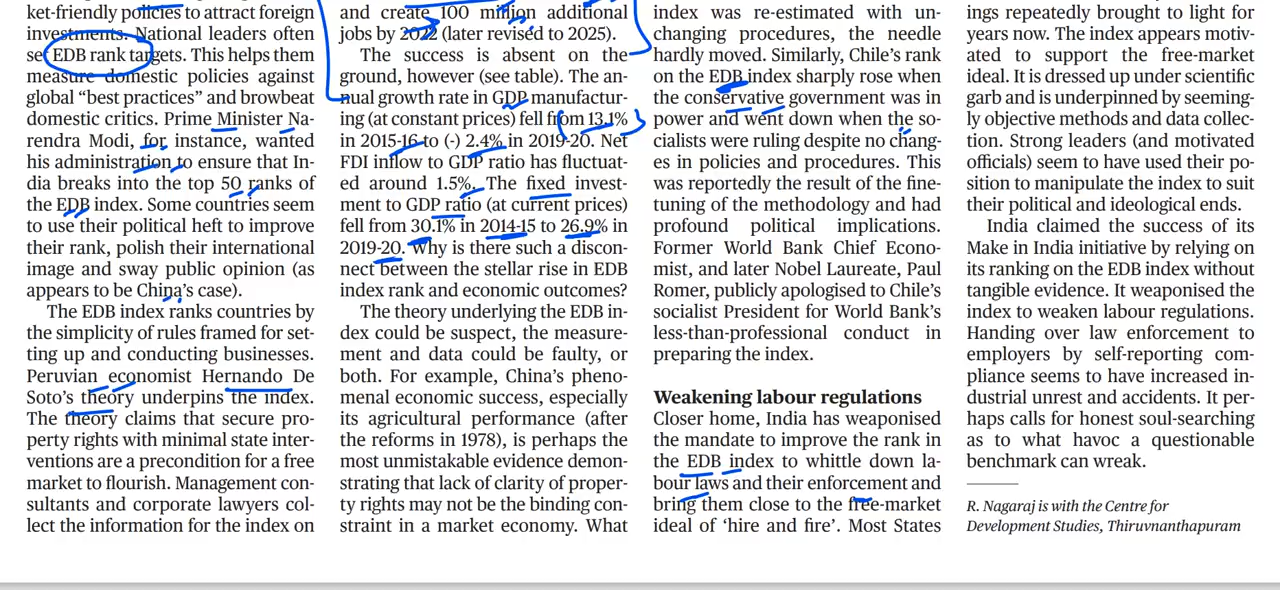 ket-friendly policies to attract foreign
investments. National leaders often
set EDB rank targets. This helps them
measure domestic policies against
global “best practices” and browbeat
domestic critics. Prime Minister Na-
rendra Modi, for instance, wanted
his administration to ensure that In-
dia breaks into the top 50 ranks of
the EDB index. Some countries seem
to use their political heft to improve
their rank, polish their international
image and sway public opinion (as
appears to be China’s case).
The EDB index ranks countries by
the simplicity of rules framed for set-
ting up and conducting businesses.
Peruvian economist Hernando De
Soto’s theory underpins the index.
The theory claims that secure pro-
perty rights with minimal state inter-
ventions are a precondition for a free
market to flourish. Management con-
sultants and corporate lawyers col-
lect the information for the index on
and create 100 million additional
jobs by 2022 (later revised to 2025).
The success is absent on the
ground, however (see table). The an-
nual growth rate in GDP manufactur-
ing (at constant prices) fell from 13.1%
in 2015-16 to (-) 2.4% in 2019-20. Net
FDI inflow to GDP ratio has fluctuat-
ed around 1.5%. The fixed invest-
ment to GDP ratio (at current prices)
fell from 30.1% in 2014-15 to 26.9% in
2019-20. Why is there such a discon-
nect between the stellar rise in EDB
index rank and economic outcomes?
The theory underlying the EDB in-
dex could be suspect, the measure-
ment and data could be faulty, or
both. For example, China’s pheno-
menal economic success, especially
its agricultural performance (after
the reforms in 1978), is perhaps the
most unmistakable evidence demon-
strating that lack of clarity of proper-
ty rights may not be the binding con-
straint in a market economy. What
index was re-estimated with un-
changing procedures, the needle
hardly moved. Similarly, Chile’s rank
on the EDB index sharply rose when
the conservative government was in
power and went down when the so-
cialists were ruling despite no chang-
es in policies and procedures. This
was reportedly the result of the fine-
tuning of the methodology and had
profound political implications.
Former World Bank Chief Econo-
mist, and later Nobel Laureate, Paul
Romer, publicly apologised to Chile’s
socialist President for World Bank’s
less-than-professional conduct in
preparing the index.
Weakening labour regulations
Closer home, India has weaponised
the mandate to improve the rank in
the EDB index to whittle down la-
bour laws and their enforcement and
bring them close to the free-market
ideal of ‘hire and fire’. Most States
ings repeatedly brought to light for
years now. The index appears motiv-
ated to support the free-market
ideal. It is dressed up under scientific
garb and is underpinned by seeming-
ly objective methods and data collec-
tion. Strong leaders (and motivated
officials) seem to have used their po-
sition to manipulate the index to suit
their political and ideological ends.
India claimed the success of its
Make in India initiative by relying on
its ranking on the EDB index without
tangible evidence. It weaponised the
index to weaken labour regulations.
Handing over law enforcement to
employers by self-reporting com-
pliance seems to have increased in-
dustrial unrest and accidents. It per-
haps calls for honest soul-searching
as to what havoc a questionable
benchmark can wreak.
R. Nagaraj is with the Centre for
Development Studies, Thiruvnanthapuram